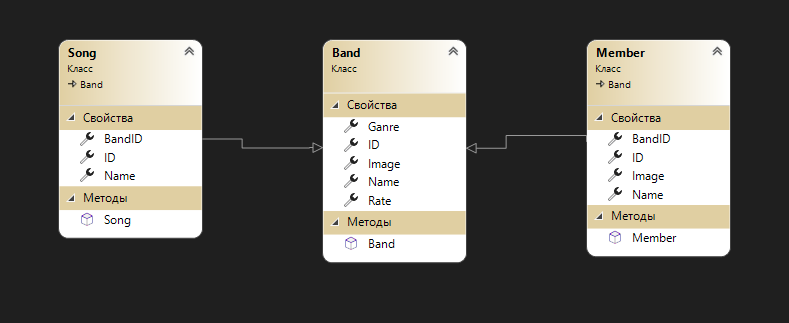 Song
Класс
Band
Свойства
BandID
ID
Name
Методы
Song
Band
Класс
Свойства
Ganre
ID
Image
Name
Rate
Методы
Band
Member
Класс
Band
Свойства
BandID
ID
Image
Name
Методы
Member